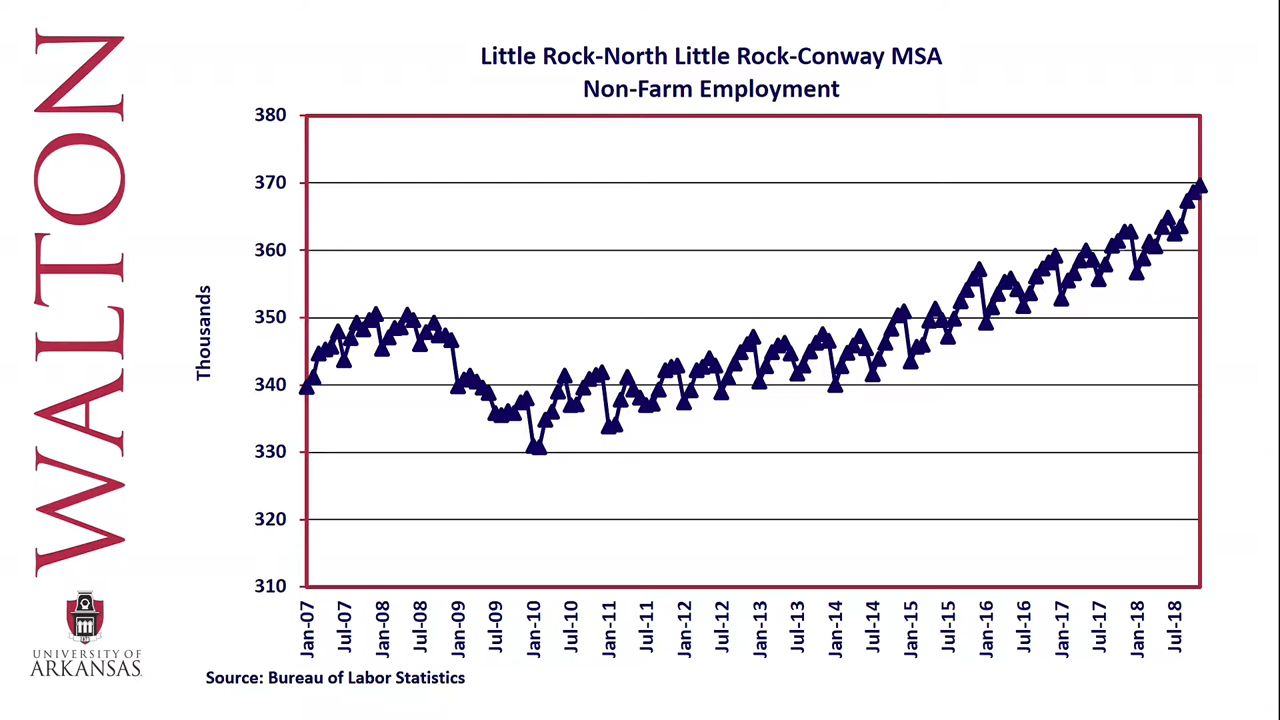 WALTON
UNIVERSITY OF
ARKANSAS
Little Rock-North Little Rock-Conway MSA
Non-Farm Employment
Thousands
380
370
360
350
340
330
320
310
Jan-07
Jul-07
Jan-08
Jul-08
Jan-09
Jul-09
Jan-10
Jul-10
Jan-11
Jul-11
Jan-12
Jul-12
Jan-13
Jul-13
Jan-14
Jul-14
Jan-15
Jul-15
Jan-16
Jul-16
Jan-17
Jul-17
Jan-18
Jul-18
Source: Bureau of Labor Statistics